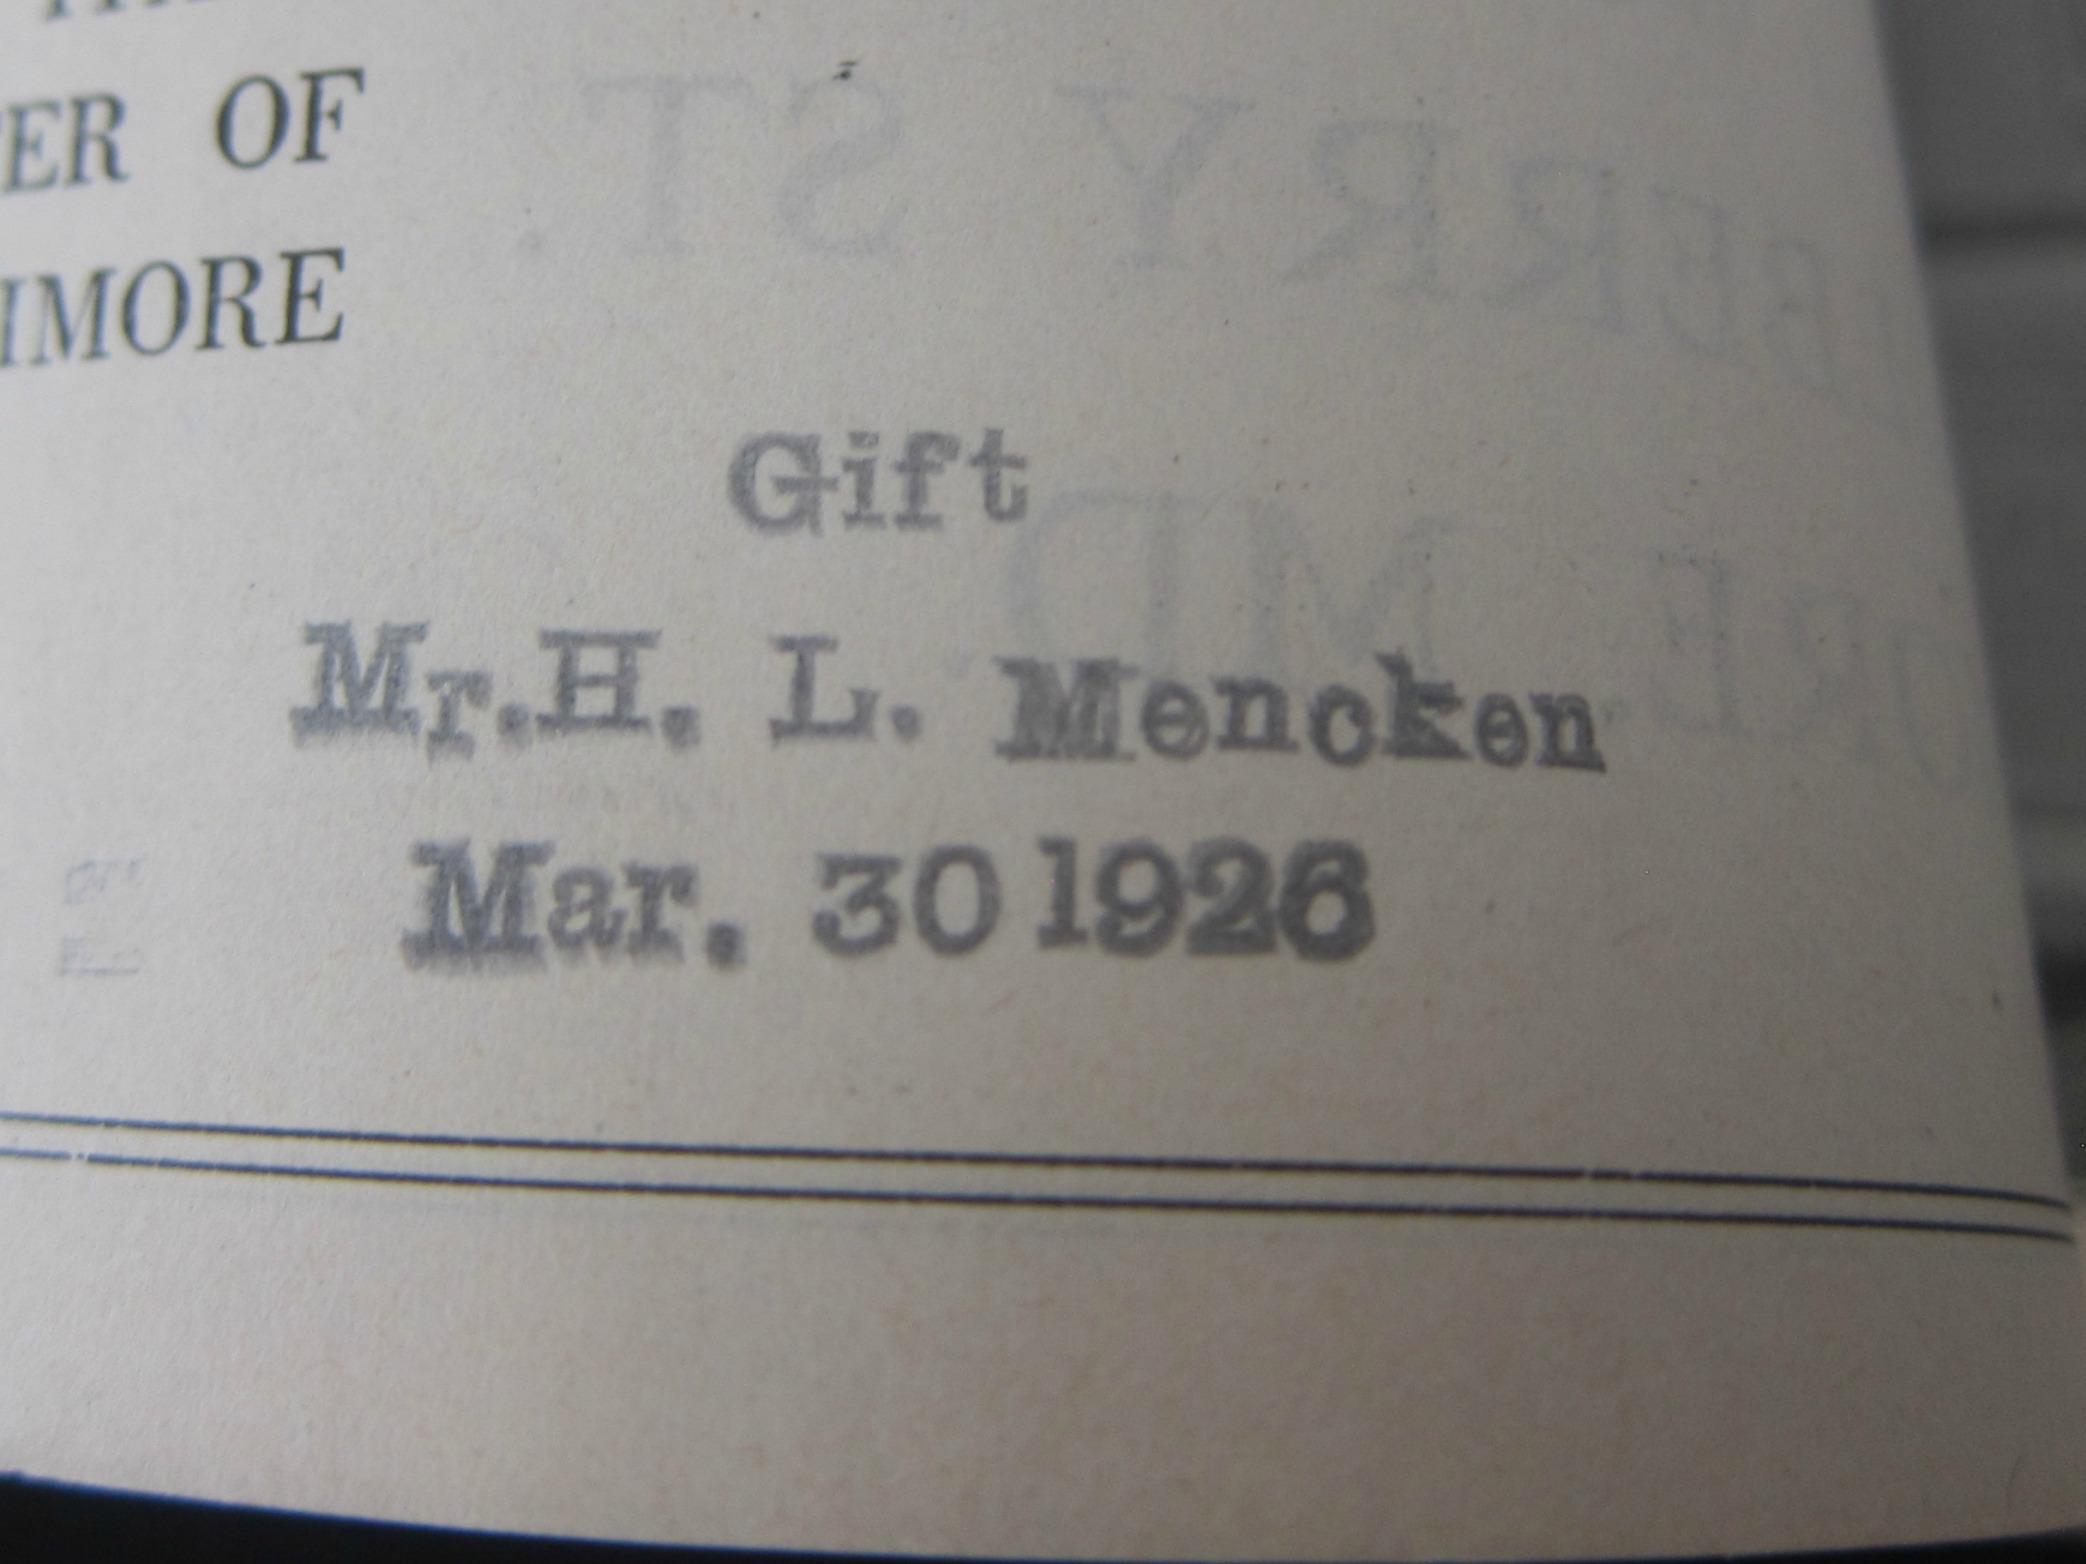 ER OF
IMORE
Gift
Mr.H. L. Mencken
Mar. 30 1926